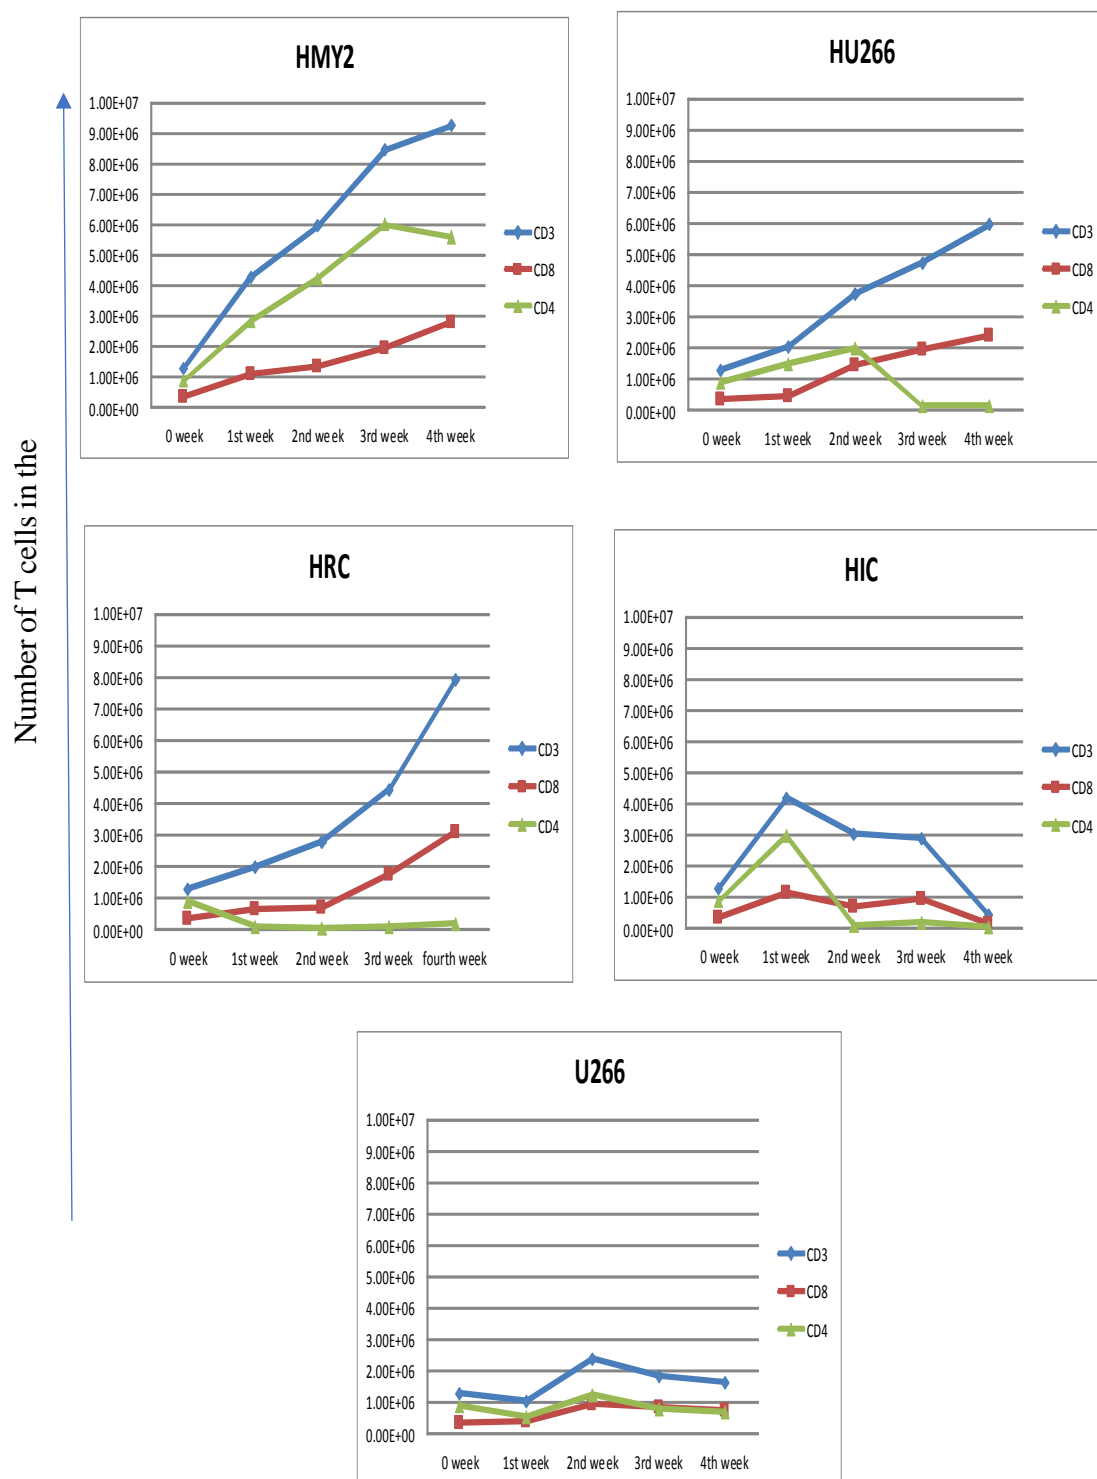 Number of T cells in the
HMY2
1.00E+07
9.00E+06
8.00E+06
7.00E+06
6.00E+06
5.00E+06
4.00E+06
3.00E+06
2.00E+06
1.00E+06
0.00E+00
0 week 1st week 2nd week 3rd week 4th week
CD3
CD8
CD4
HU266
1.00E+07
9.00E+06
8.00E+06
7.00E+06
6.00E+06
5.00E+06
4.00E+06
3.00E+06
2.00E+06
1.00E+06
0.00E+00
0 week 1st week 2nd week 3rd week 4th week
CD3
CD8
CD4
HRC
1.00E+07
9.00E+06
8.00E+06
7.00E+06
6.00E+06
5.00E+06
4.00E+06
3.00E+06
2.00E+06
1.00E+06
0.00E+00
0 week 1st week 2nd week 3rd week fourth week
CD3
CD8
CD4
HIC
1.00E+07
9.00E+06
8.00E+06
7.00E+06
6.00E+06
5.00E+06
4.00E+06
3.00E+06
2.00E+06
1.00E+06
0.00E+00
0 week 1st week 2nd week 3rd week 4th week
CD3
CD8
CD4
U266
1.00E+07
9.00E+06
8.00E+06
7.00E+06
6.00E+06
5.00E+06
4.00E+06
3.00E+06
2.00E+06
1.00E+06
0.00E+00
0 week 1st week 2nd week 3rd week 4th week
CD3
CD8
CD4